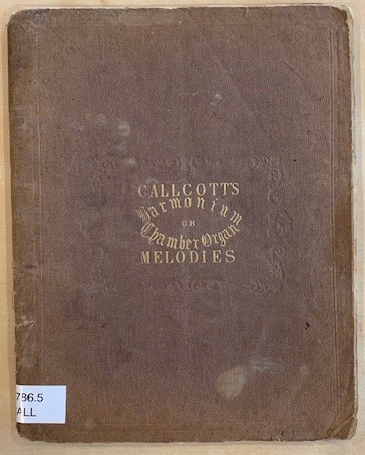 CALLCOTT'S
Harmonium
OR
Chamber Organ
MELODIES
786.5
ALL